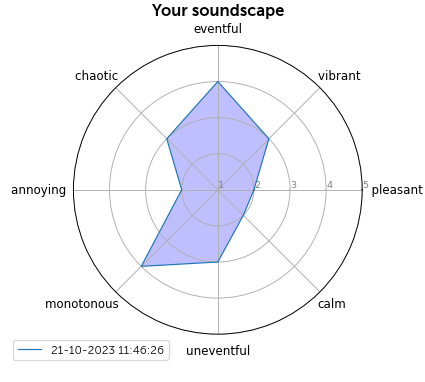 Your soundscape
eventful
chaotic
vibrant
annoying
1 2 3 4 5
pleasant
monotonous
calm
uneventful
21-10-2023 11:46:26